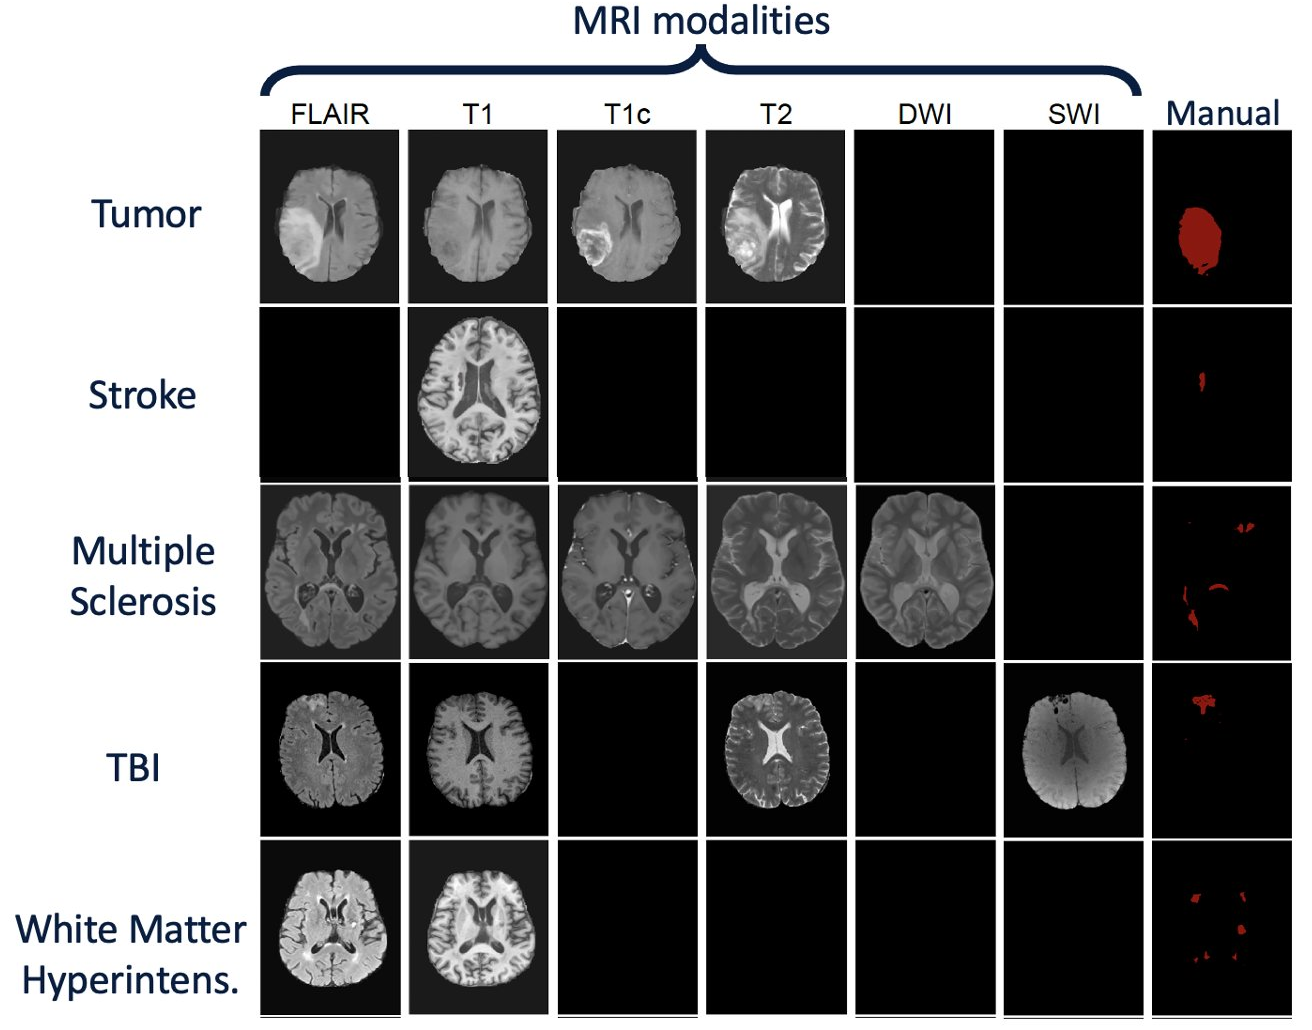 MRI modalities
FLAIR T1 T1c T2 DWI SWI Manual
Tumor
Stroke
Multiple
Sclerosis
TBI
White Matter
Hyperintens.